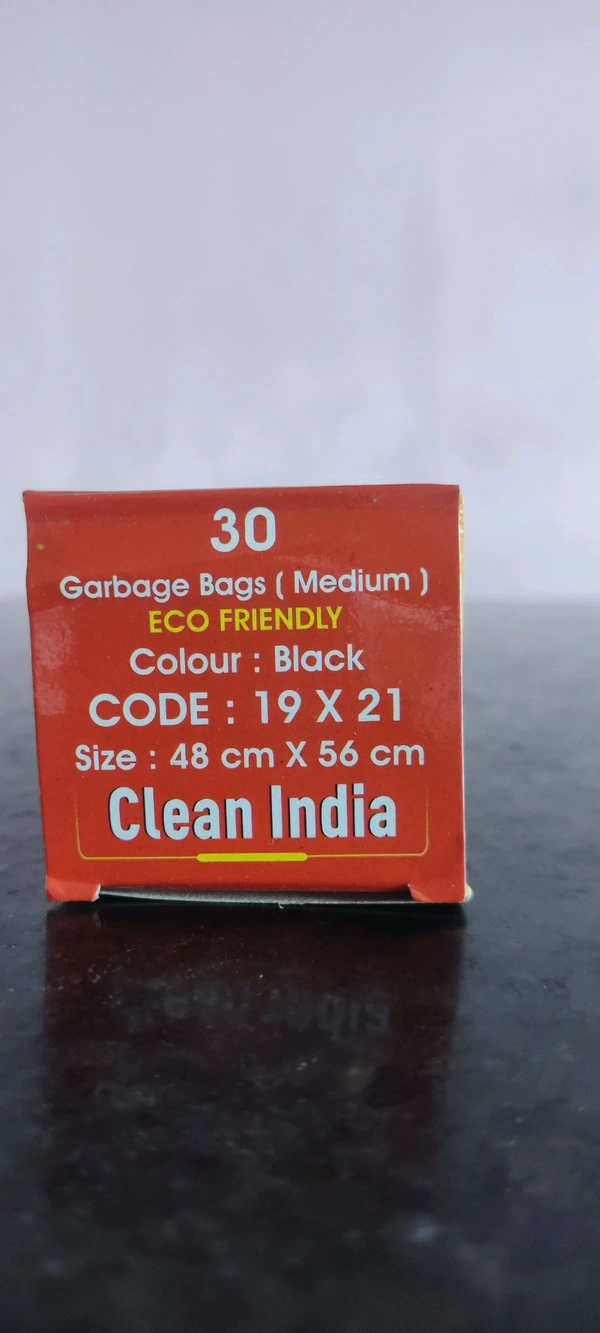 30
Garbage Bags ( Medium )
ECO FRIENDLY
Colour : Black
CODE : 19 X 21
Size : 48 cm X 56 cm
Clean India